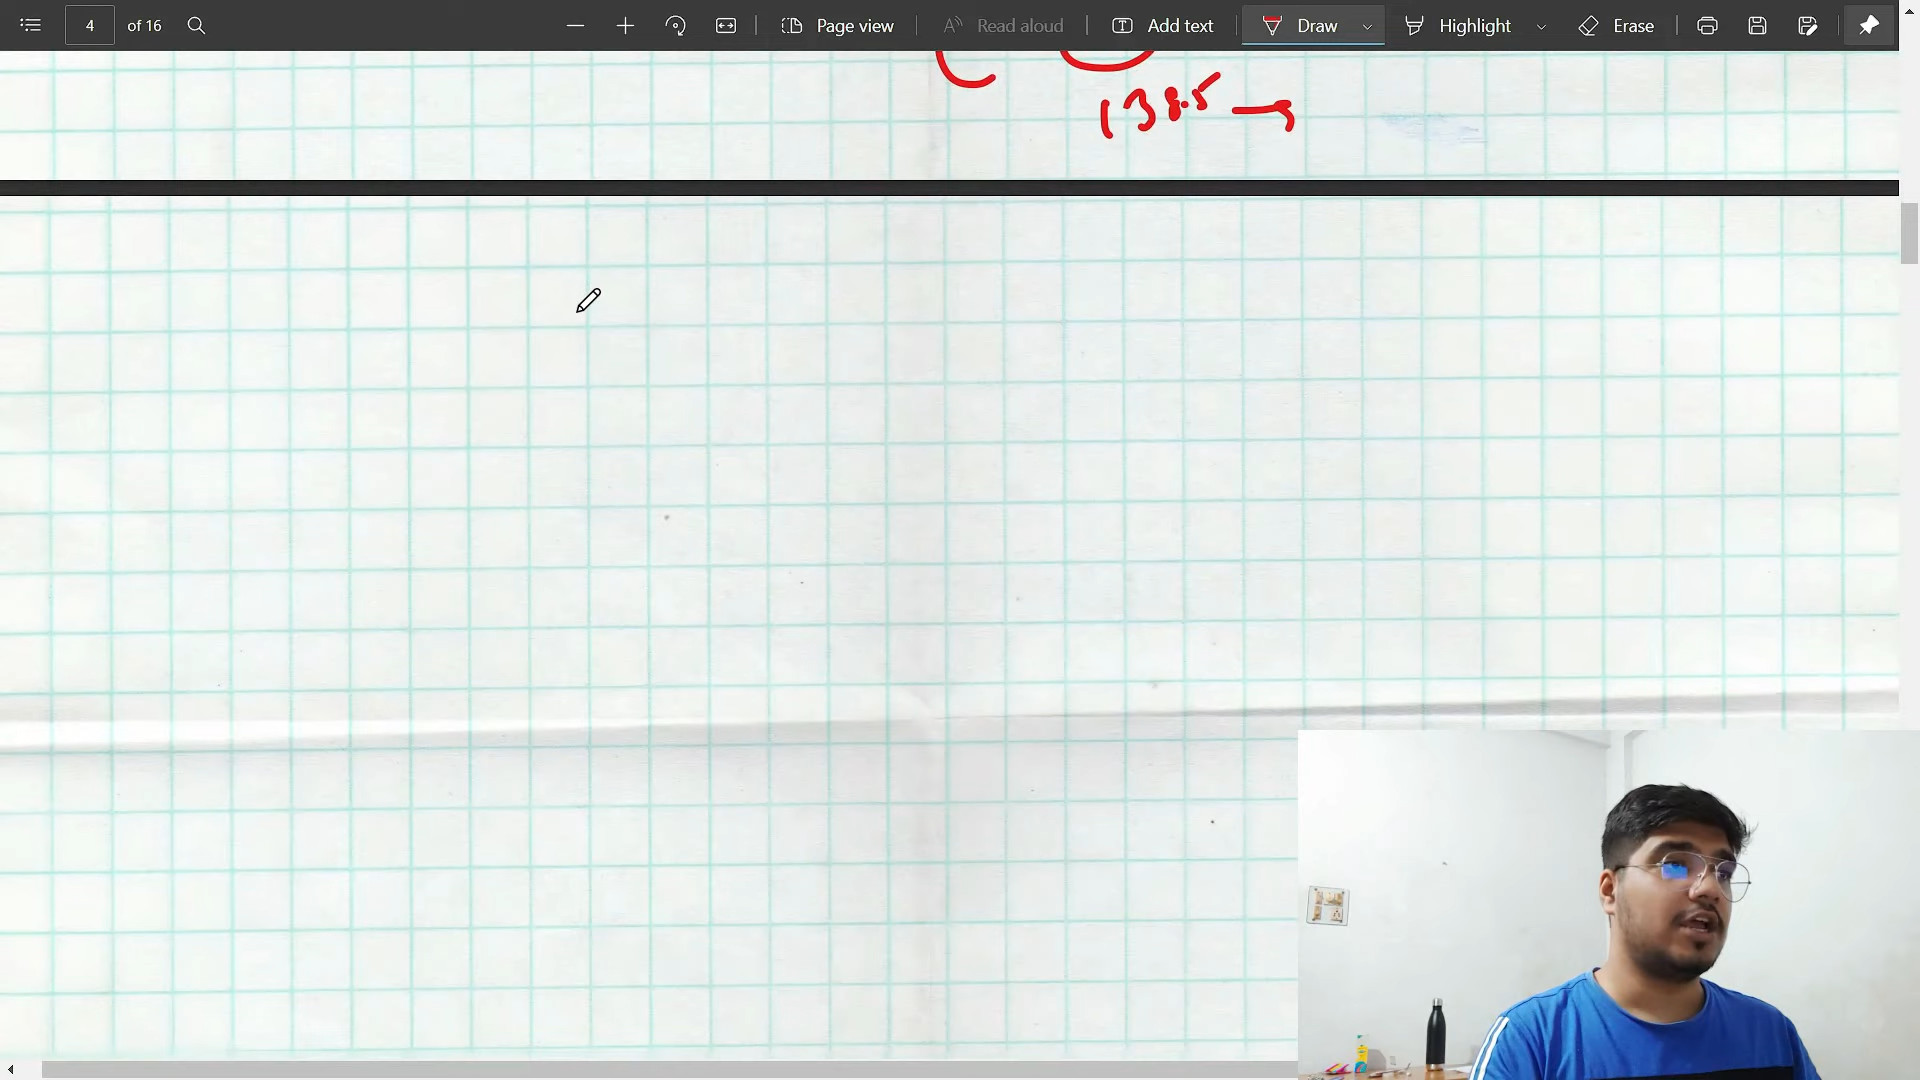 4 of 16 Page view Read aloud Add text Draw Highlight Erase
138.5 →